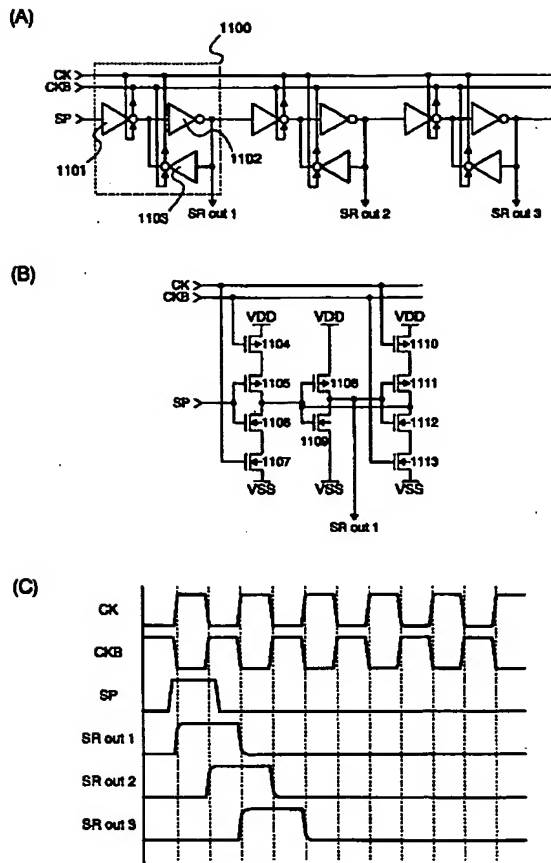 (A)
1100
CK
CKB
SP
1101
1102
1103
SR out 1
SR out 2
SR out 3
(B)
CK
CKB
VDD
VDD
VDD
1104
1110
1105
1108
1111
SP
1106
1109
1112
1107
1113
VSS
VSS
VSS
SR out 1
(C)
CK
CKB
SP
SR out 1
SR out 2
SR out 3